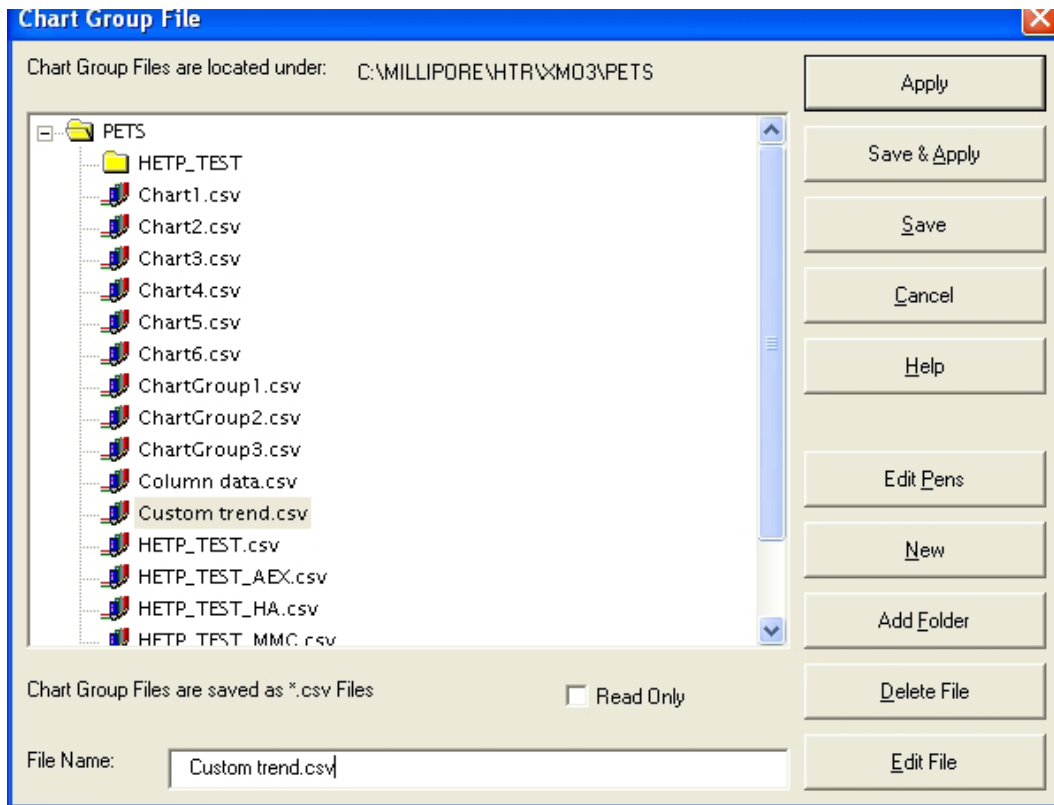 Chart Group File
Chart Group Files are located under: C:\MILLIPORE\HTR\XMO3\PETS
PETS
HETP_TEST
Chart1.csv
Chart2.csv
Chart3.csv
Chart4.csv
Chart5.csv
Chart6.csv
ChartGroup1.csv
ChartGroup2.csv
ChartGroup3.csv
Column data.csv
Custom trend.csv
HETP_TEST.csv
HETP_TEST_AEX.csv
HETP_TEST_HA.csv
HETP_TEST_MMC.csv
Chart Group Files are saved as *.csv Files
Read Only
File Name: Custom trend.csv
Apply
Save & Apply
Save
Cancel
Help
Edit Pens
New
Add Folder
Delete File
Edit File